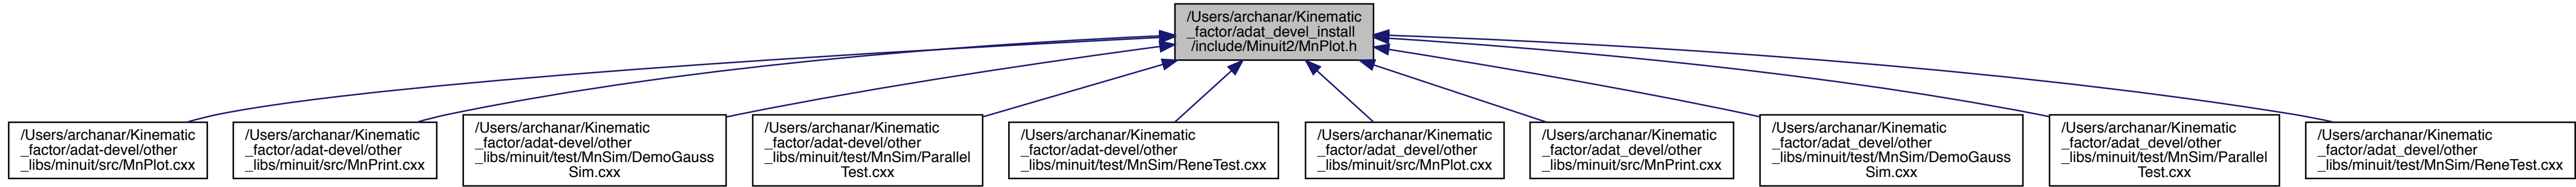 /Users/archanar/Kinematic
_factor/adat_devel_install
/include/Minuit2/MnPlot.h
/Users/archanar/Kinematic
_factor/adat-devel/other
_libs/minuit/src/MnPlot.cxx
/Users/archanar/Kinematic
_factor/adat-devel/other
_libs/minuit/src/MnPrint.cxx
/Users/archanar/Kinematic
_factor/adat-devel/other
_libs/minuit/test/MnSim/DemoGauss
Sim.cxx
/Users/archanar/Kinematic
_factor/adat-devel/other
_libs/minuit/test/MnSim/Parallel
Test.cxx
/Users/archanar/Kinematic
_factor/adat-devel/other
_libs/minuit/test/MnSim/ReneTest.cxx
/Users/archanar/Kinematic
_factor/adat_devel/other
_libs/minuit/src/MnPlot.cxx
/Users/archanar/Kinematic
_factor/adat_devel/other
_libs/minuit/src/MnPrint.cxx
/Users/archanar/Kinematic
_factor/adat_devel/other
_libs/minuit/test/MnSim/DemoGauss
Sim.cxx
/Users/archanar/Kinematic
_factor/adat_devel/other
_libs/minuit/test/MnSim/Parallel
Test.cxx
/Users/archanar/Kinematic
_factor/adat_devel/other
_libs/minuit/test/MnSim/ReneTest.cxx